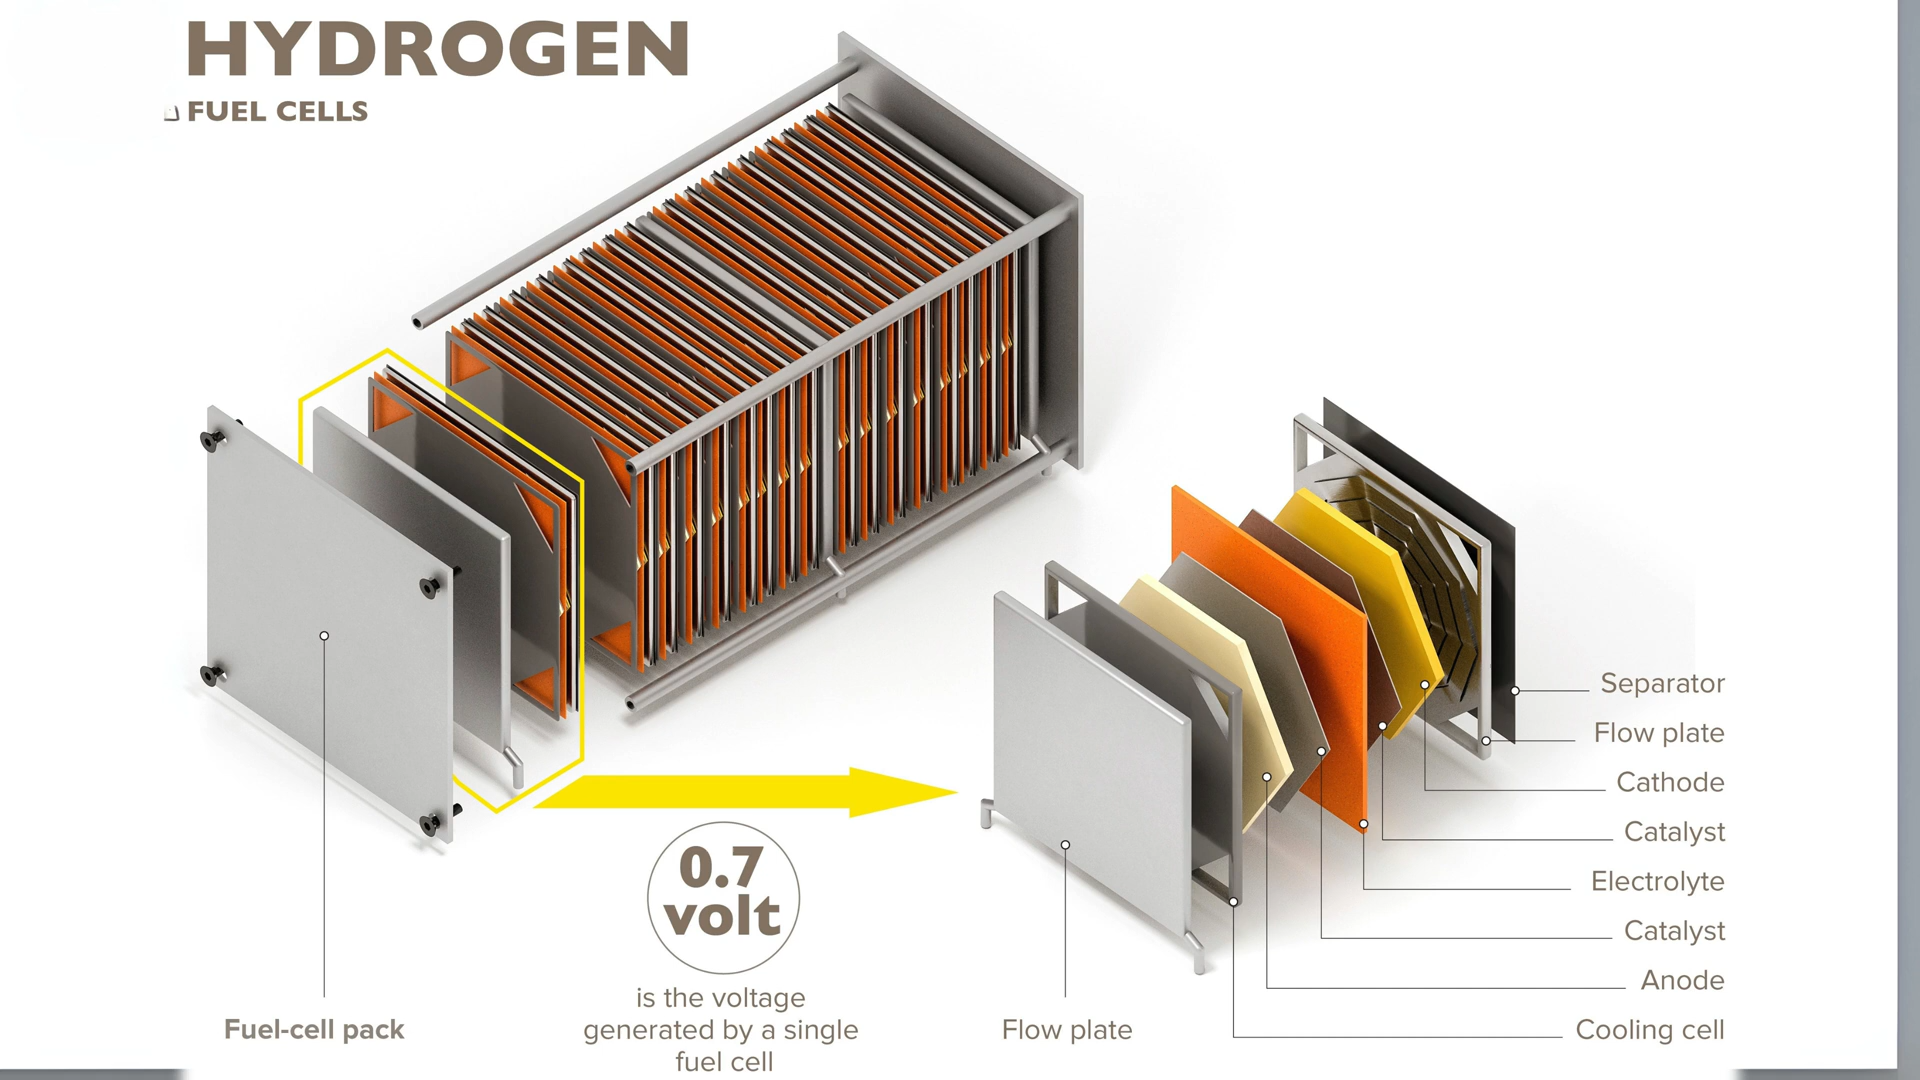 HYDROGEN
FUEL CELLS
Separator
Flow plate
Cathode
Catalyst
Electrolyte
Catalyst
Anode
Cooling cell
Flow plate
0.7
volt
is the voltage
generated by a single
fuel cell
Fuel-cell pack